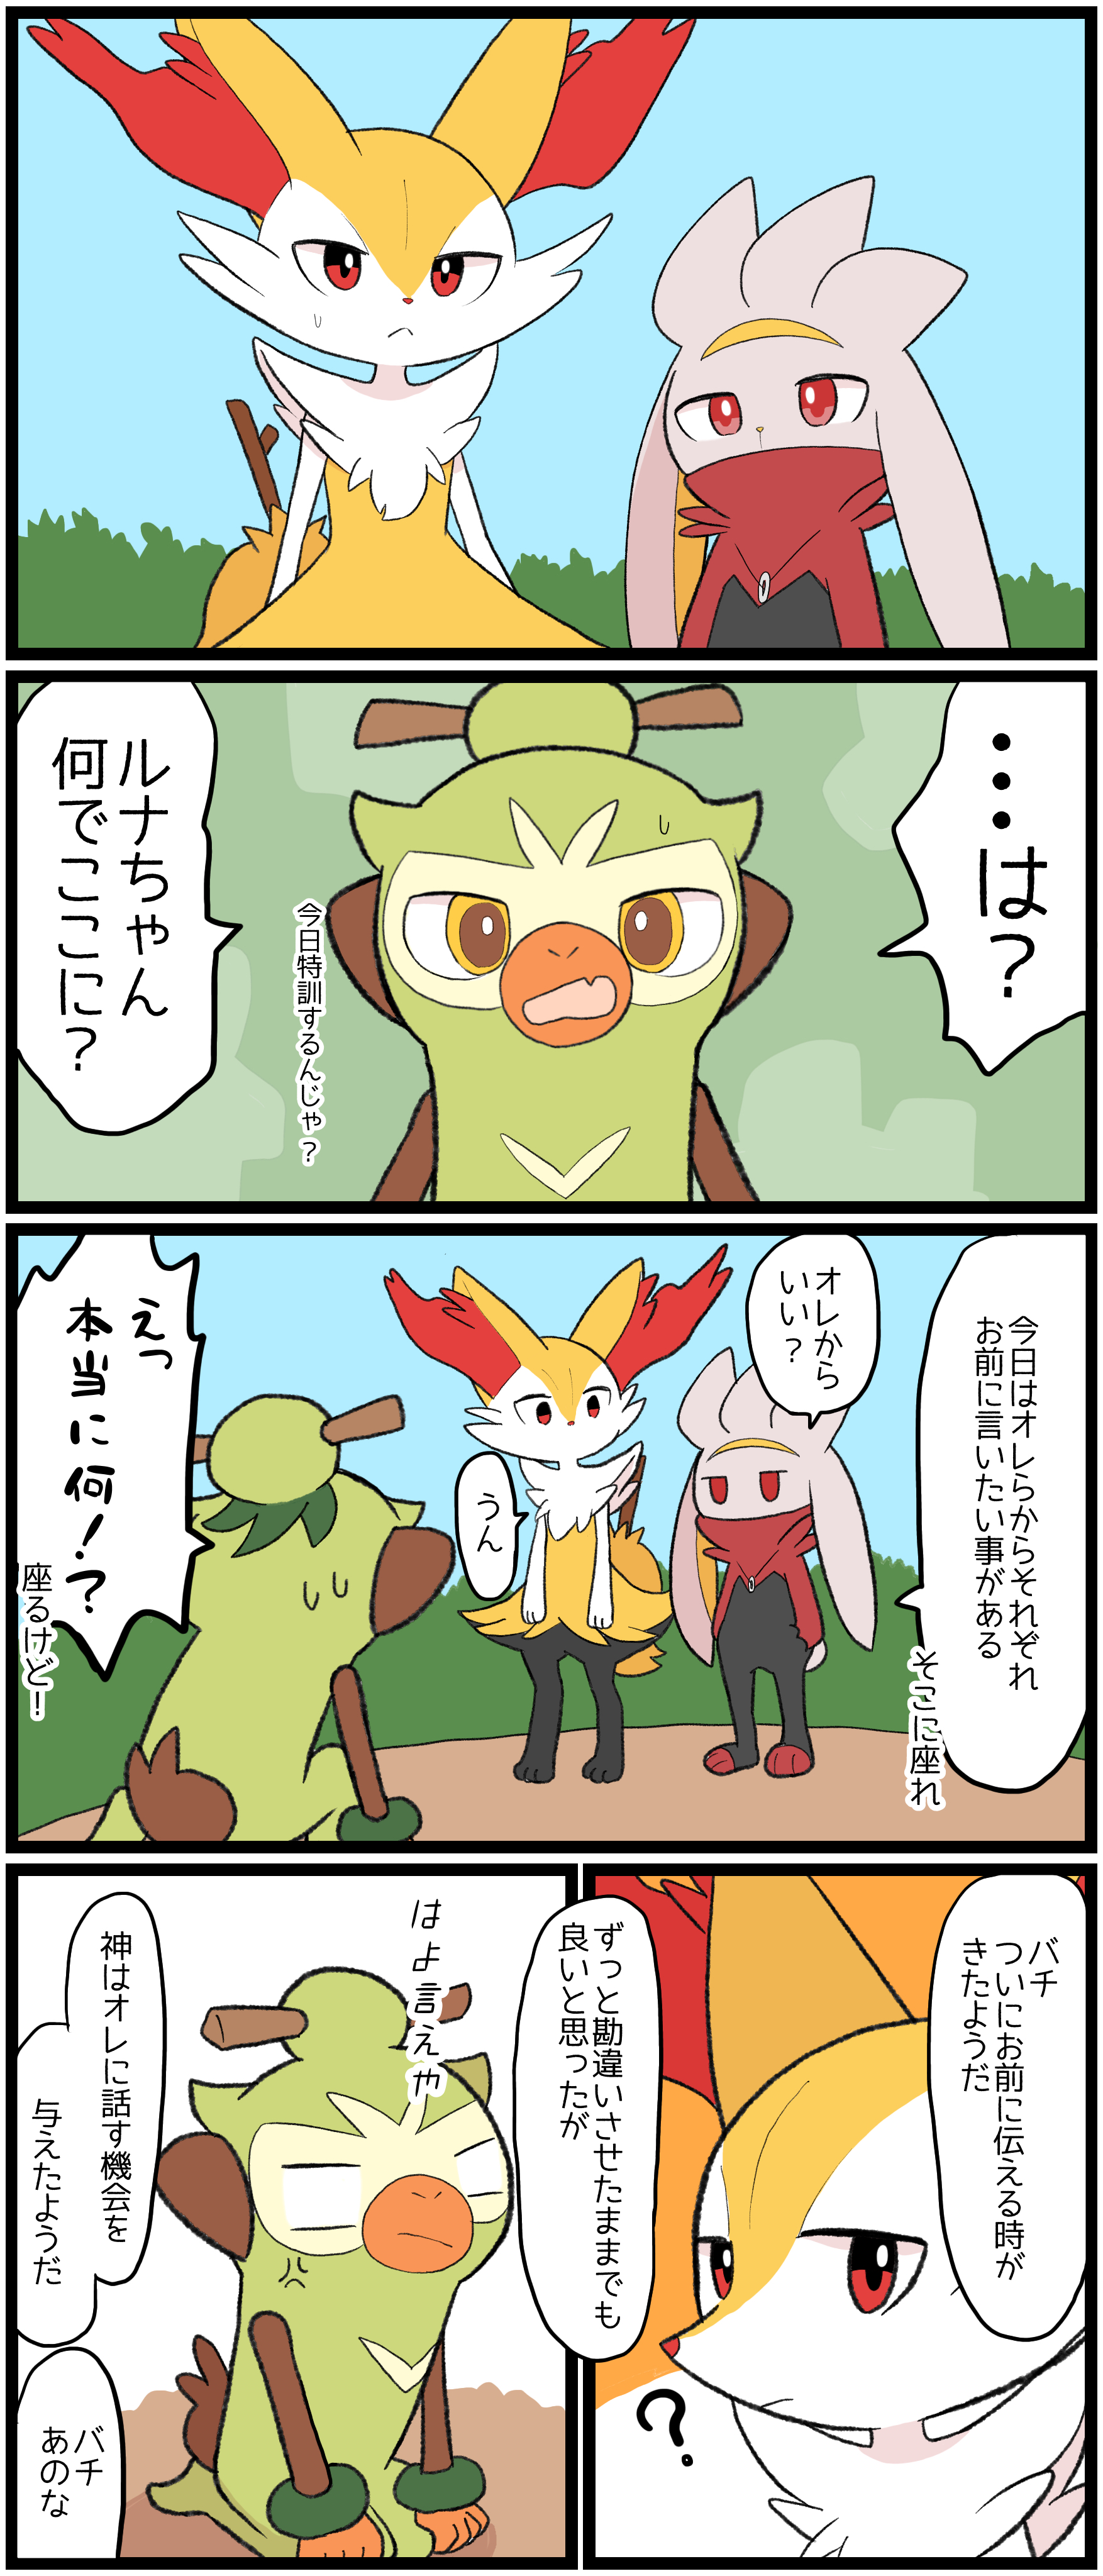 …は？
今日特訓するんじゃ？
ルナちゃん
何でここに？
今日はオレらからそれぞれ
お前に言いたい事がある
そこに座れ
オレから
いい？
うん
えっ
本当に何！？
座るけど！
バチ
ついにお前に伝える時が
きたようだ
？
ずっと勘違いさせたままでも
良いと思ったが
はよ言えや
神はオレに話す機会を
与えたようだ
バチ
あのな